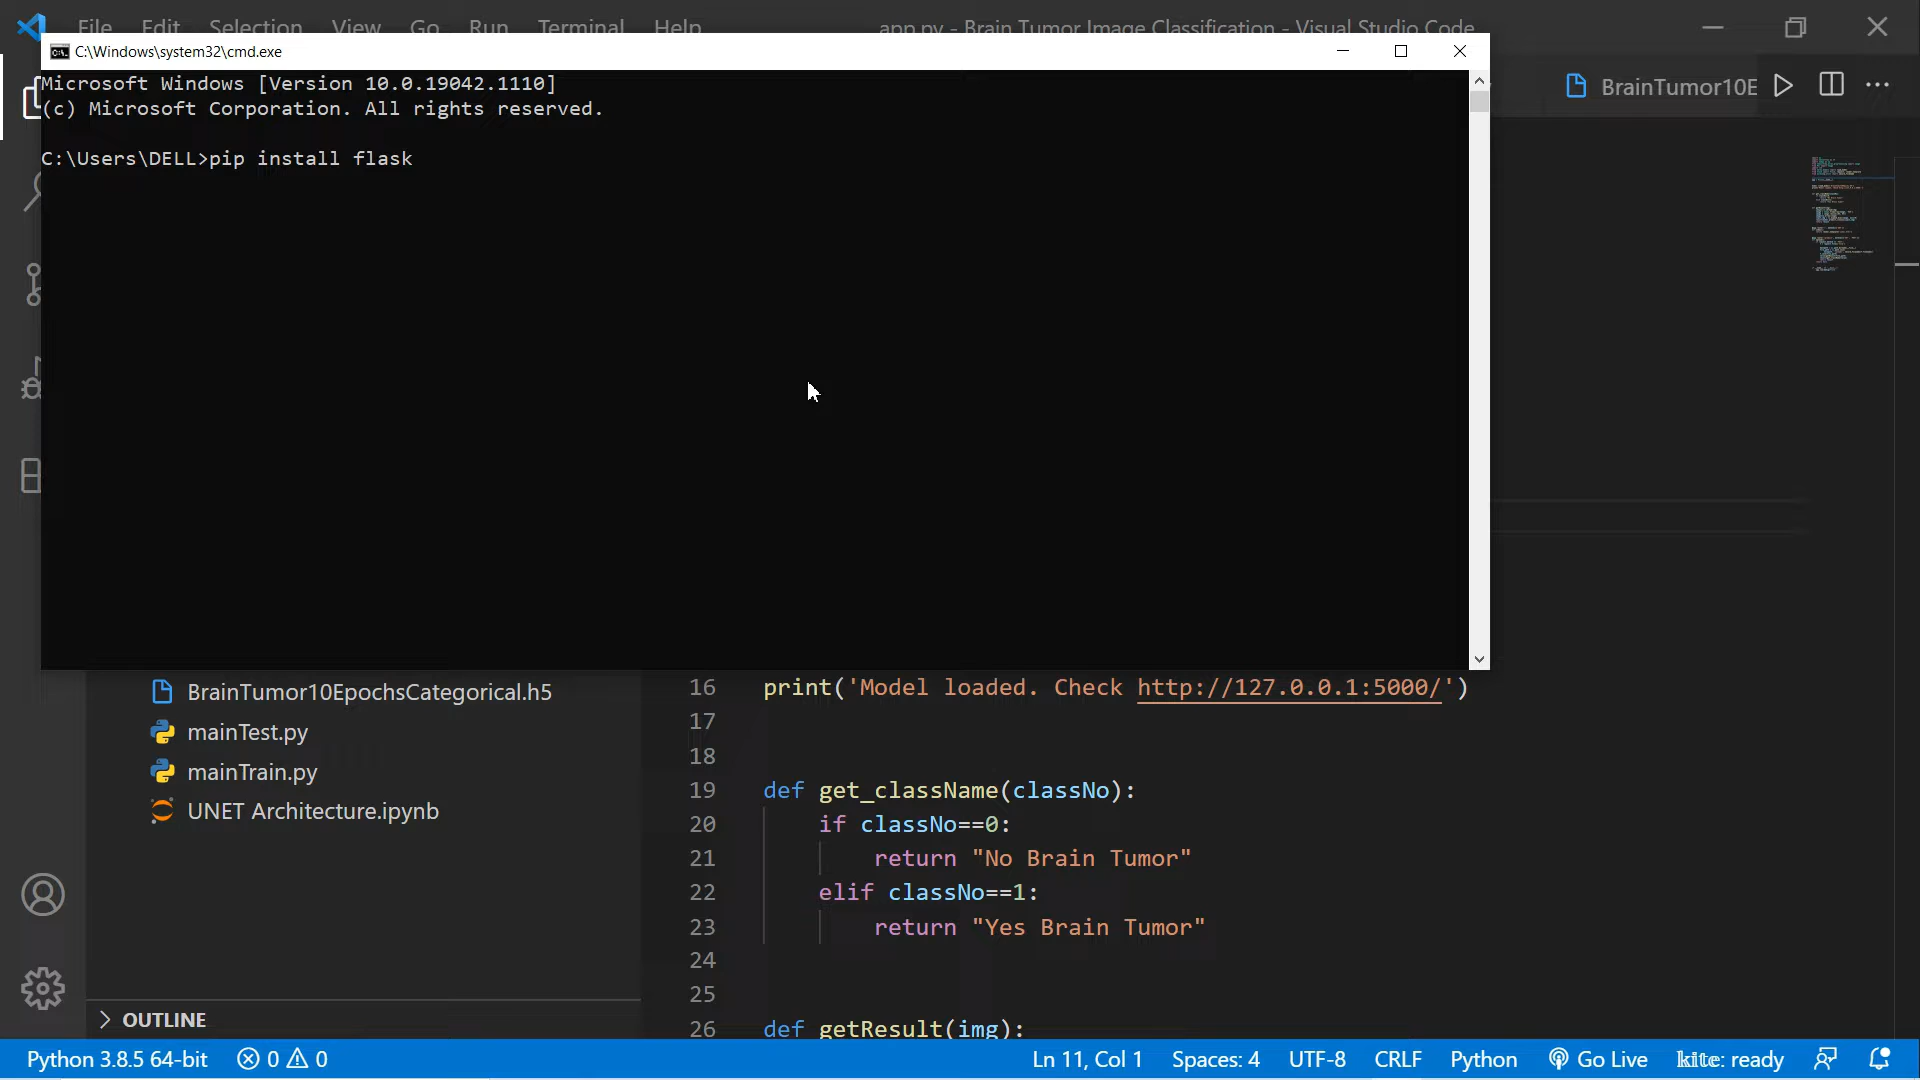 File Edit Selection View Go Run Terminal Help app.py - Brain Tumor Image Classification - Visual Studio Code
C:\Windows\system32\cmd.exe
BrainTumor10E
Microsoft Windows [Version 10.0.19042.1110]
(c) Microsoft Corporation. All rights reserved.
C:\Users\DELL>pip install flask
BrainTumor10EpochsCategorical.h5
mainTest.py
mainTrain.py
UNET Architecture.ipynb
OUTLINE
16 print('Model loaded. Check http://127.0.0.1:5000/')
17
18
19 def get_className(classNo):
20 if classNo==0:
21 return "No Brain Tumor"
22 elif classNo==1:
23 return "Yes Brain Tumor"
24
25
26 def getResult(img):
Python 3.8.5 64-bit 0 0 Ln 11, Col 1 Spaces: 4 UTF-8 CRLF Python Go Live kite: ready